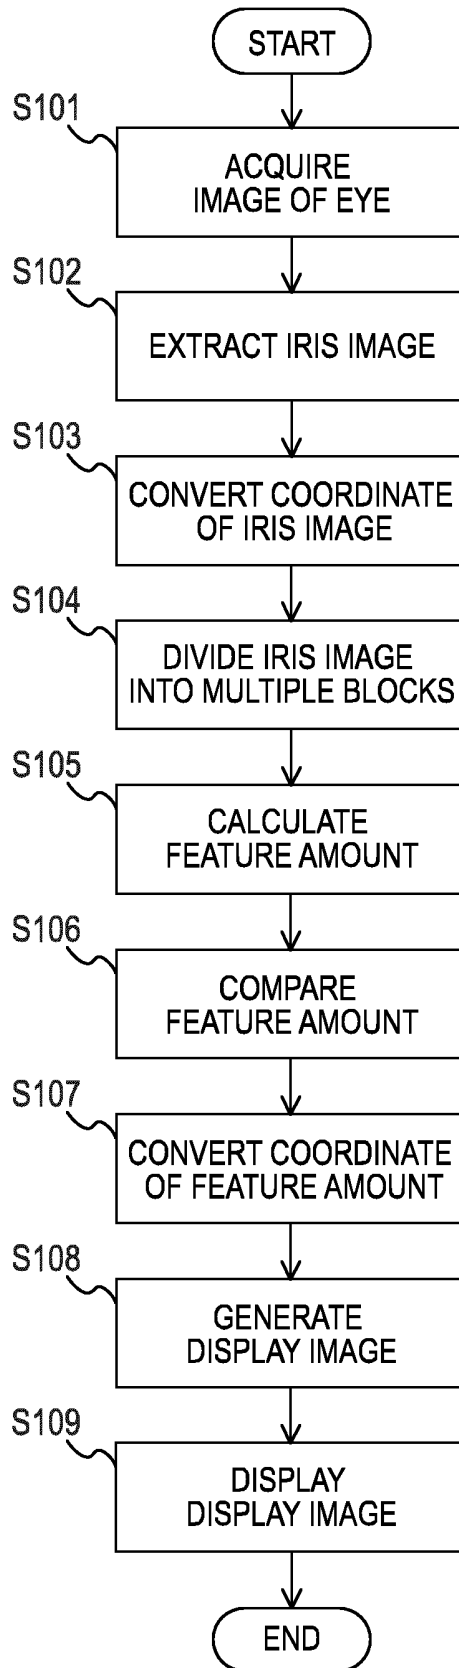 START
S101
ACQUIRE
IMAGE OF EYE
S102
EXTRACT IRIS IMAGE
S103
CONVERT COORDINATE
OF IRIS IMAGE
S104
DIVIDE IRIS IMAGE
INTO MULTIPLE BLOCKS
S105
CALCULATE
FEATURE AMOUNT
S106
COMPARE
FEATURE AMOUNT
S107
CONVERT COORDINATE
OF FEATURE AMOUNT
S108
GENERATE
DISPLAY IMAGE
S109
DISPLAY
DISPLAY IMAGE
END